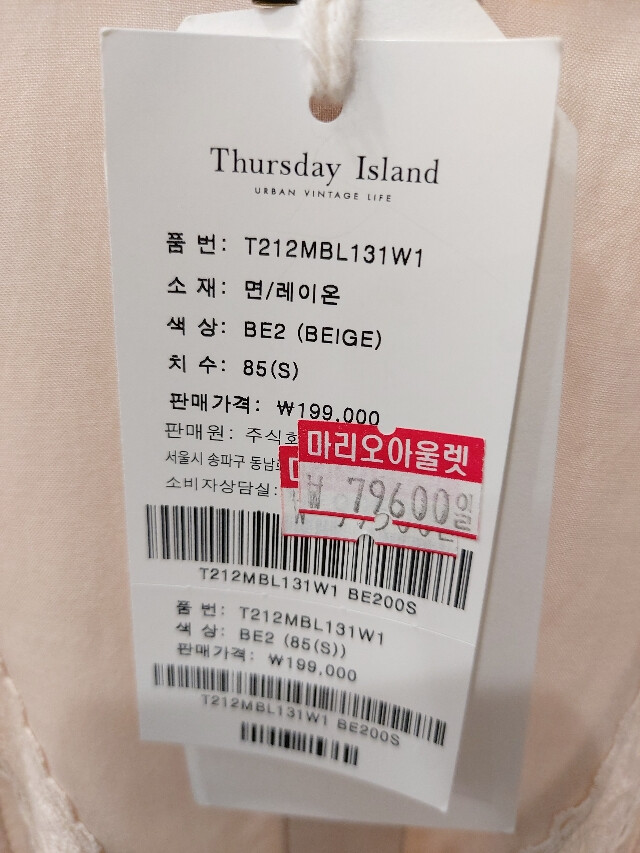 Thursday Island
URBAN VINTAGE LIFE
품 번: T212MBL131W1
소 재: 면/레이온
색 상: BE2 (BEIGE)
치 수: 85(S)
판매가격: ₩199,000
판매원: 주식회
서울시 송파구 동남로
소비자상담실:
마리오아울렛
₩ 79600원
T212MBL131W1 BE200S
품 번: T212MBL131W1
색 상: BE2 (85(S))
판매가격: ₩199,000
T212MBL131W1 BE200S